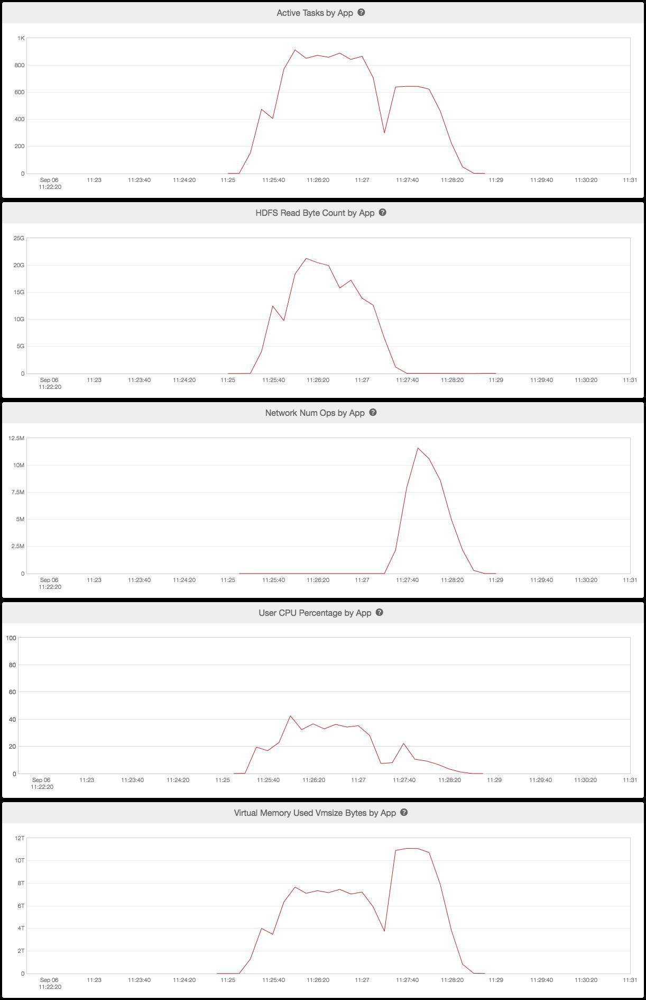 Active Tasks by App ?
1K
800
600
400
200
0
Sep 06 11:23 11:23:40 11:24:20 11:25 11:25:40 11:26:20 11:27 11:27:40 11:28:20 11:29 11:29:40 11:30:20 11:31
11:22:20
HDFS Read Byte Count by App ?
25G
20G
15G
10G
5G
0
Sep 06 11:23 11:23:40 11:24:20 11:25 11:25:40 11:26:20 11:27 11:27:40 11:28:20 11:29 11:29:40 11:30:20 11:31
11:22:20
Network Num Ops by App ?
12.5M
10M
7.5M
5M
2.5M
0
Sep 06 11:23 11:23:40 11:24:20 11:25 11:25:40 11:26:20 11:27 11:27:40 11:28:20 11:29 11:29:40 11:30:20 11:31
11:22:20
User CPU Percentage by App ?
100
80
60
40
20
0
Sep 06 11:23 11:23:40 11:24:20 11:25 11:25:40 11:26:20 11:27 11:27:40 11:28:20 11:29 11:29:40 11:30:20 11:31
11:22:20
Virtual Memory Used Vmsize Bytes by App ?
12T
10T
8T
6T
4T
2T
0
Sep 06 11:23 11:23:40 11:24:20 11:25 11:25:40 11:26:20 11:27 11:27:40 11:28:20 11:29 11:29:40 11:30:20 11:31
11:22:20